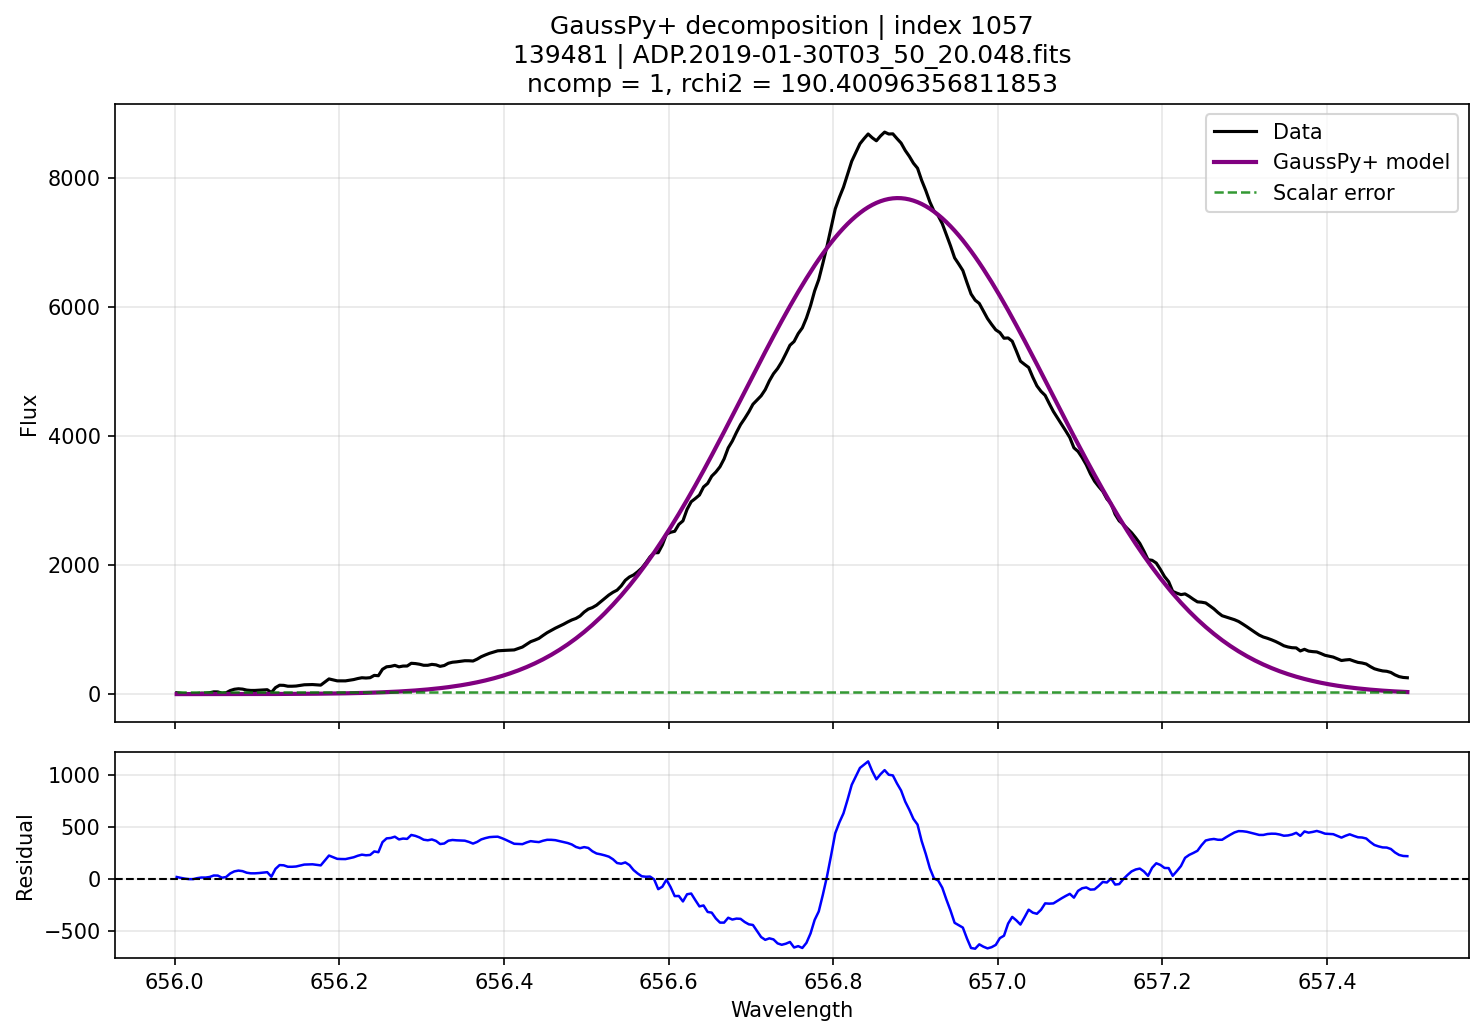 GaussPy+ decomposition | index 1057
139481 | ADP.2019-01-30T03_50_20.048.fits
ncomp = 1, rchi2 = 190.40096356811853
Data
GaussPy+ model
Scalar error
8000
6000
4000
2000
0
Flux
1000
500
0
−500
Residual
656.0 656.2 656.4 656.6 656.8 657.0 657.2 657.4
Wavelength